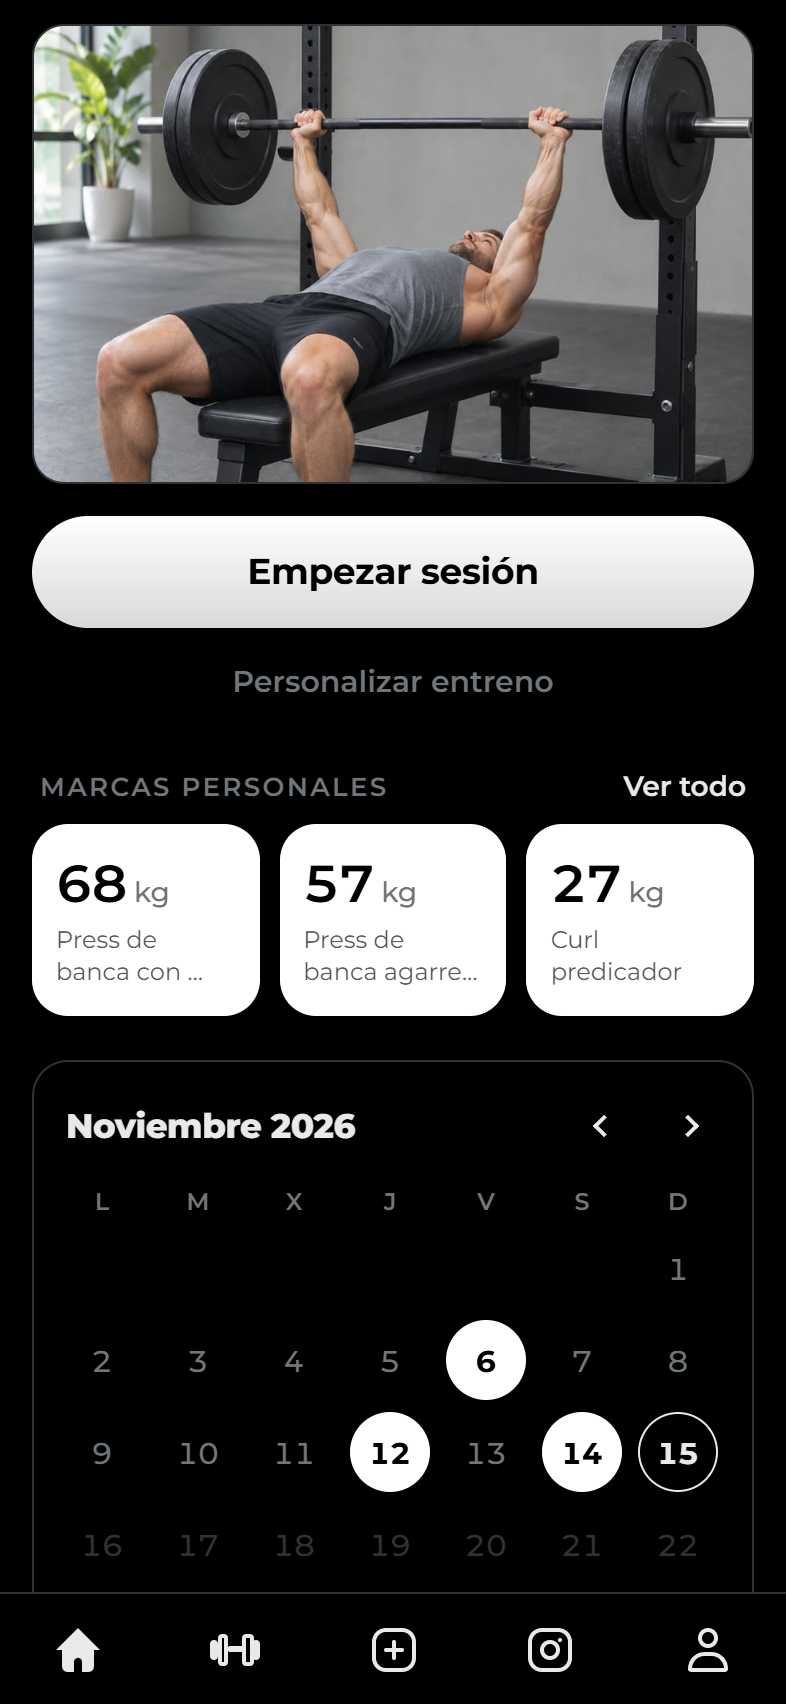 Empezar sesión
Personalizar entreno
MARCAS PERSONALES
Ver todo
68 kg
Press de
banca con ...
57 kg
Press de
banca agarre...
27 kg
Curl
predicador
Noviembre 2026
L M X J V S D
1
2 3 4 5 6 7 8
9 10 11 12 13 14 15
16 17 18 19 20 21 22